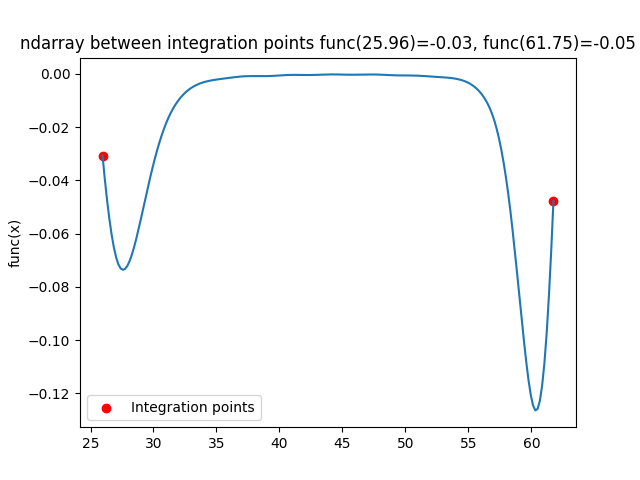 ndarray between integration points func(25.96)=-0.03, func(61.75)=-0.05
0.00
−0.02
−0.04
−0.06
−0.08
−0.10
−0.12
func(x)
Integration points
25 30 35 40 45 50 55 60